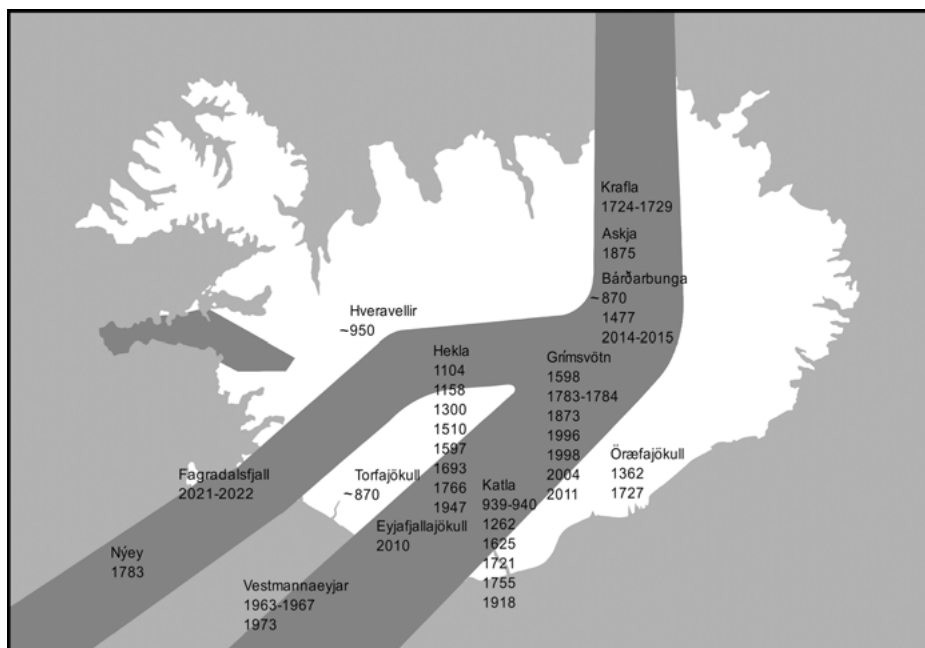 Krafla
1724-1729
Askja
1875
Bárðarbunga
~870
1477
2014-2015
Hveravellir
~950
Hekla
1104
1158
1300
1510
1597
1693
1766
1947
Grímsvötn
1598
1783-1784
1873
1996
1998
2004
2011
Öræfajökull
1362
1727
Fagradalsfjall
2021-2022
Torfajökull
~870
Katla
939-940
1262
1625
1721
1755
1918
Eyjafjallajökull
2010
Nýey
1783
Vestmannaeyjar
1963-1967
1973